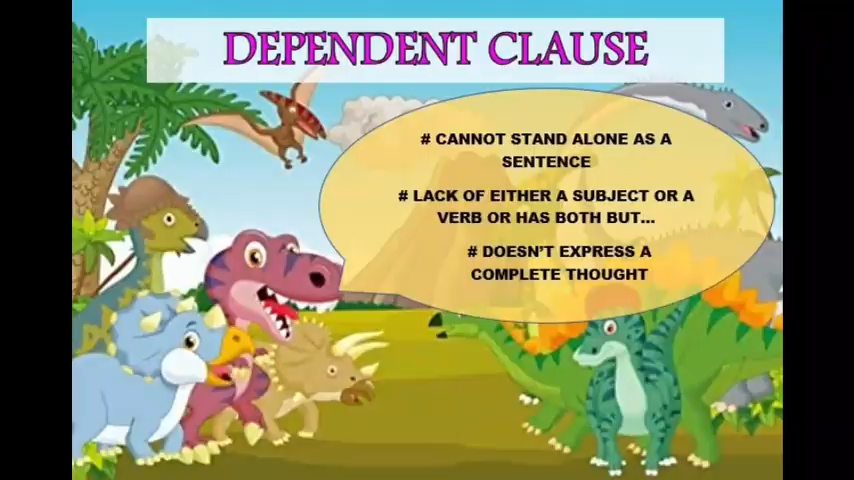 DEPENDENT CLAUSE
# CANNOT STAND ALONE AS A
SENTENCE
# LACK OF EITHER A SUBJECT OR A
VERB OR HAS BOTH BUT...
# DOESN'T EXPRESS A
COMPLETE THOUGHT